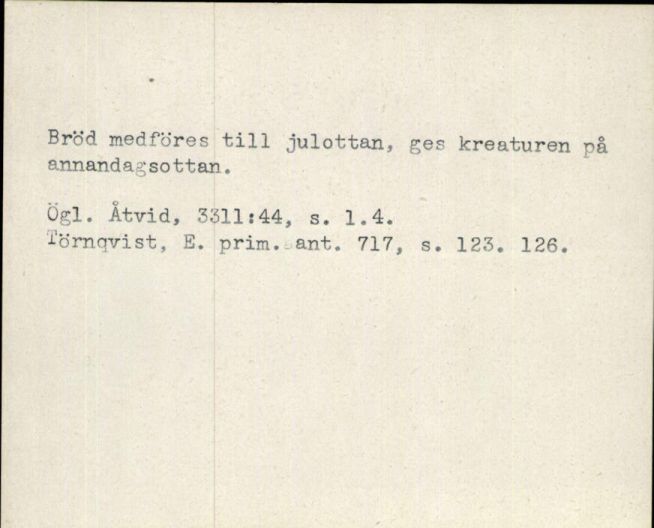 Bröd medföres till julottan, ges kreaturen på
annandagsottan.
Ögl. Åtvid, 3311:44, s. 1.4.
Törnqvist, E. prim. ant. 717, s. 123. 126.